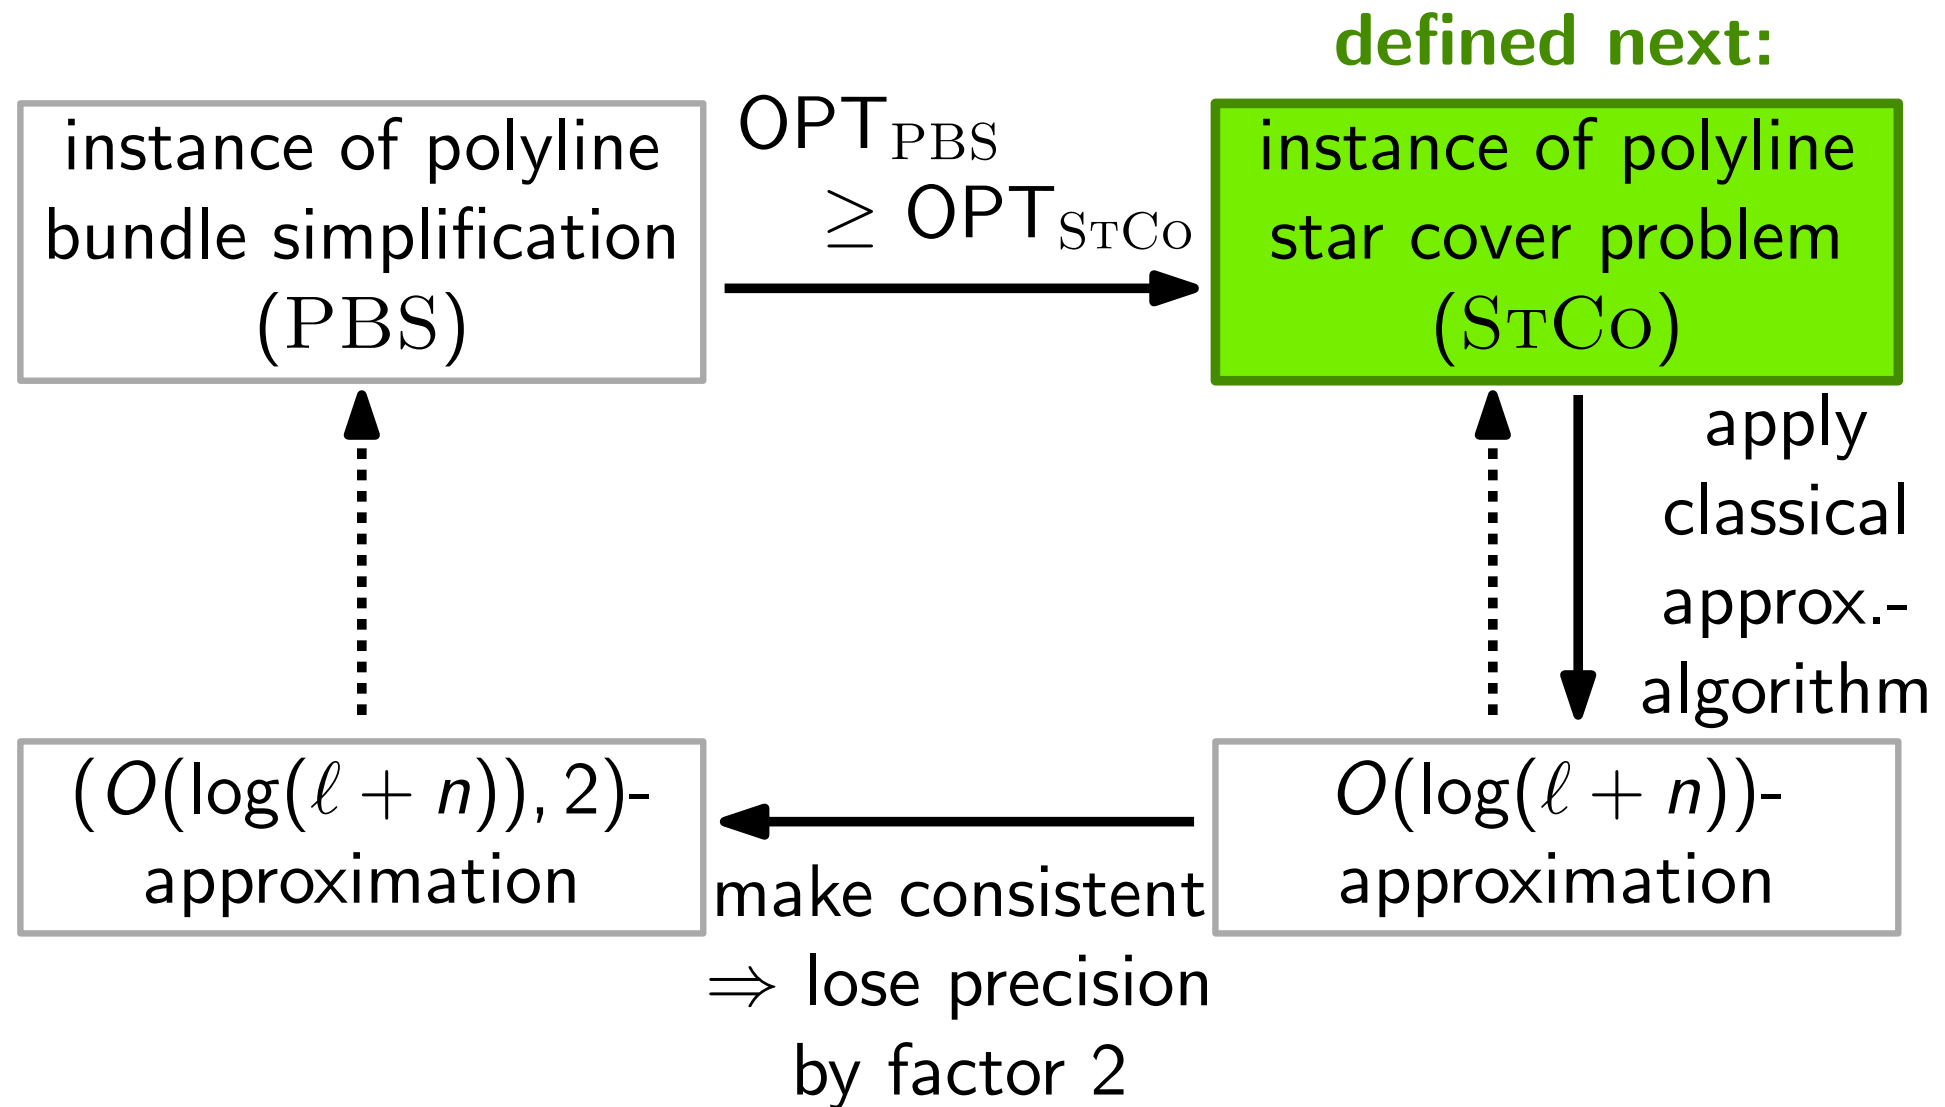 defined next:
instance of polyline
bundle simplification
(PBS)
OPT_PBS
≥ OPT_StCo
instance of polyline
star cover problem
(StCo)
apply
classical
approx.-
algorithm
(O(log(ℓ + n)), 2)-
approximation
make consistent
⇒ lose precision
by factor 2
O(log(ℓ + n))-
approximation